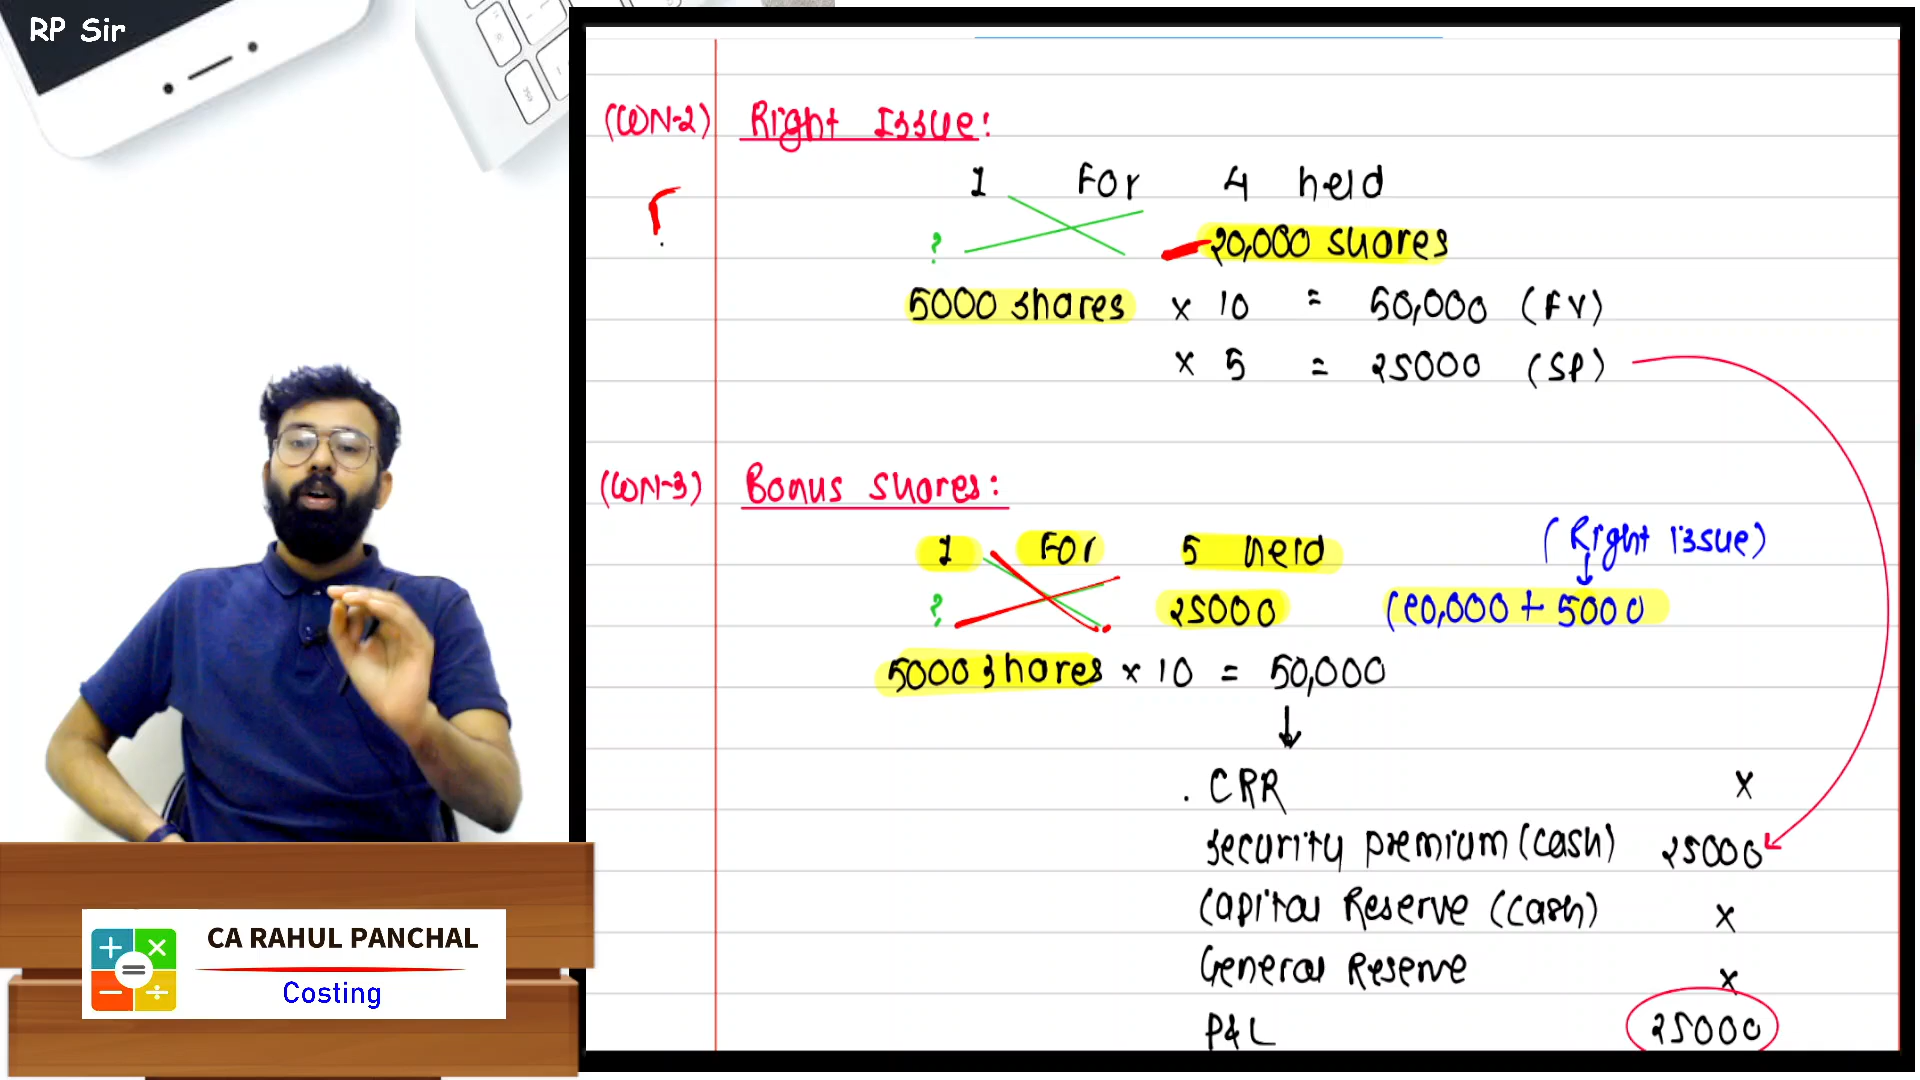 RP Sir
(WN-2) Right Issue:
1 For 4 held
? 20,000 shares
5000 shares × 10 = 50,000 (FV)
× 5 = 25000 (SP)
(WN-3) Bonus shares:
1 For 5 held (Right issue)
? 25000 (20,000 + 5000
5000 shares × 10 = 50,000
CRR ×
Security premium (cash) 25000
Capital Reserve (cash) ×
General Reserve ×
P&L 25000
CA RAHUL PANCHAL
Costing